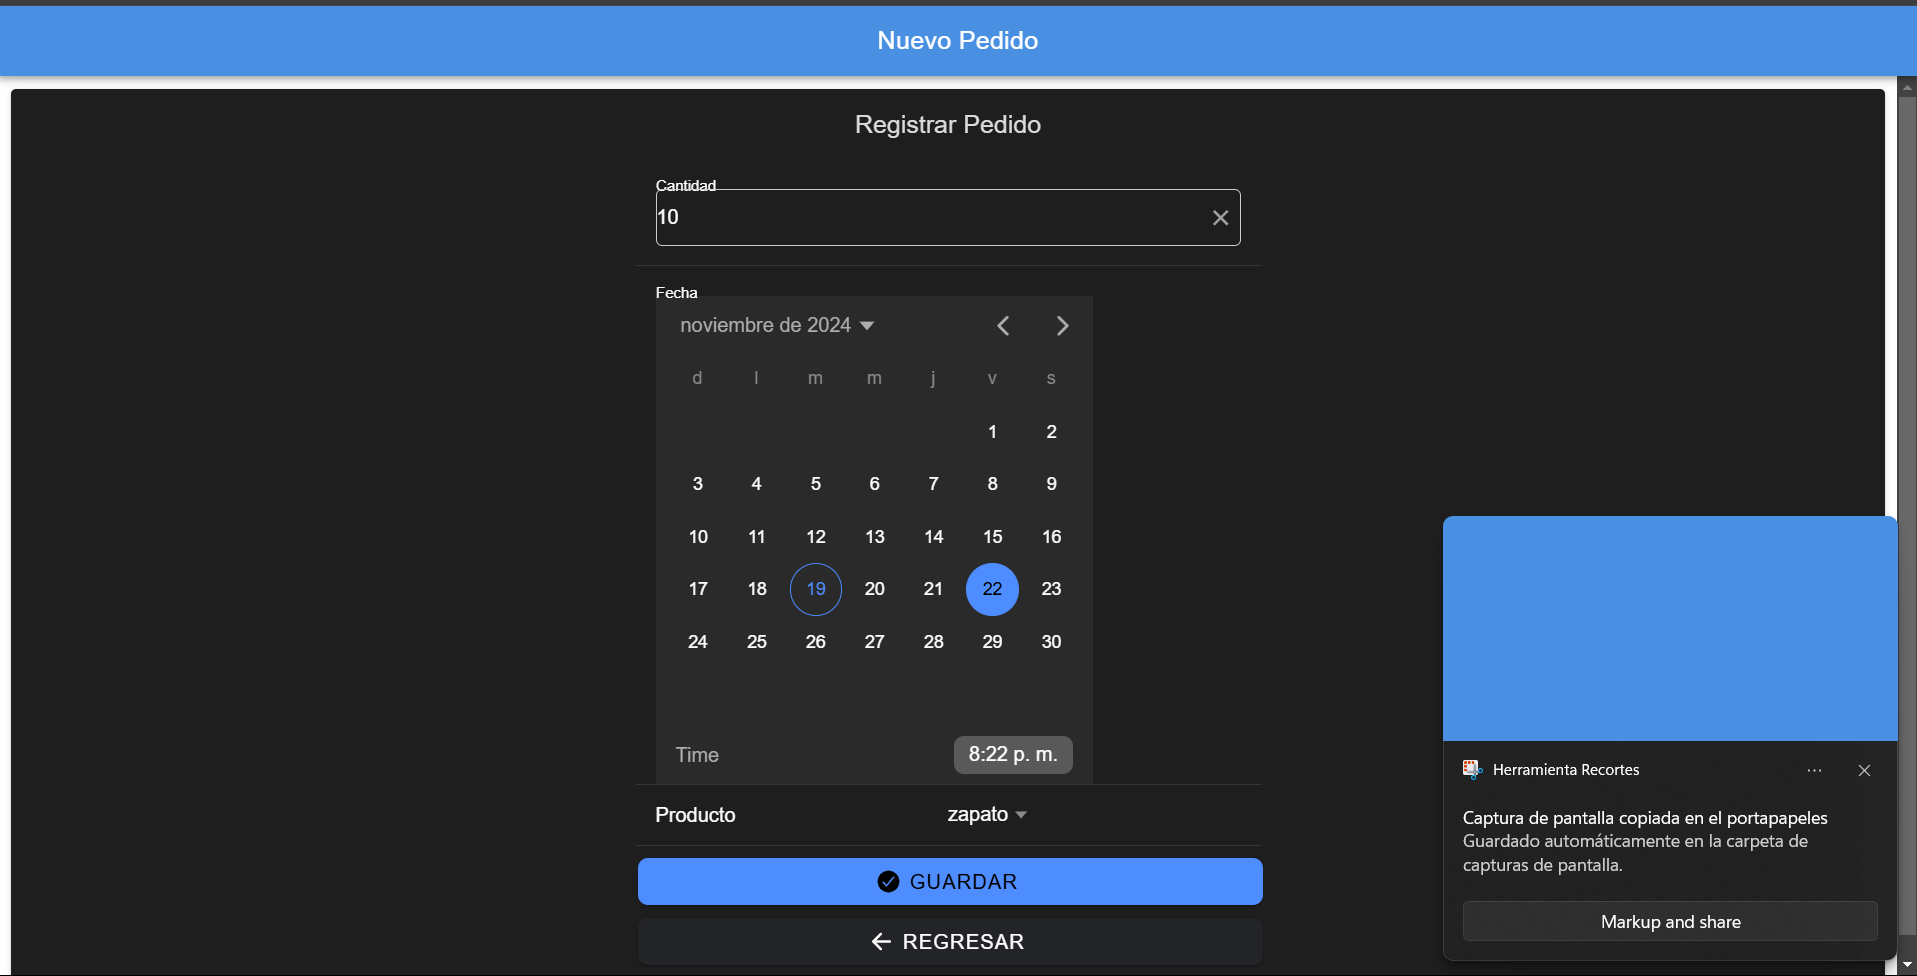 Nuevo Pedido
Registrar Pedido
Cantidad
10
Fecha
noviembre de 2024
d l m m j v s
1 2
3 4 5 6 7 8 9
10 11 12 13 14 15 16
17 18 19 20 21 22 23
24 25 26 27 28 29 30
Time 8:22 p. m.
Producto zapato
GUARDAR
REGRESAR
Herramienta Recortes
Captura de pantalla copiada en el portapapeles
Guardado automáticamente en la carpeta de
capturas de pantalla.
Markup and share